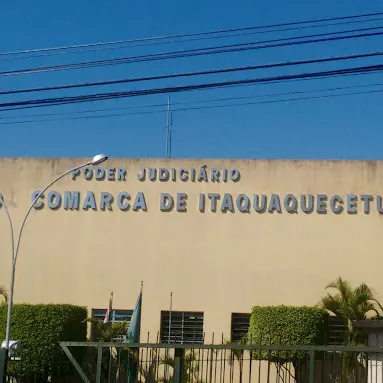 PODER JUDICIÁRIO
COMARCA DE ITAQUAQUECETU